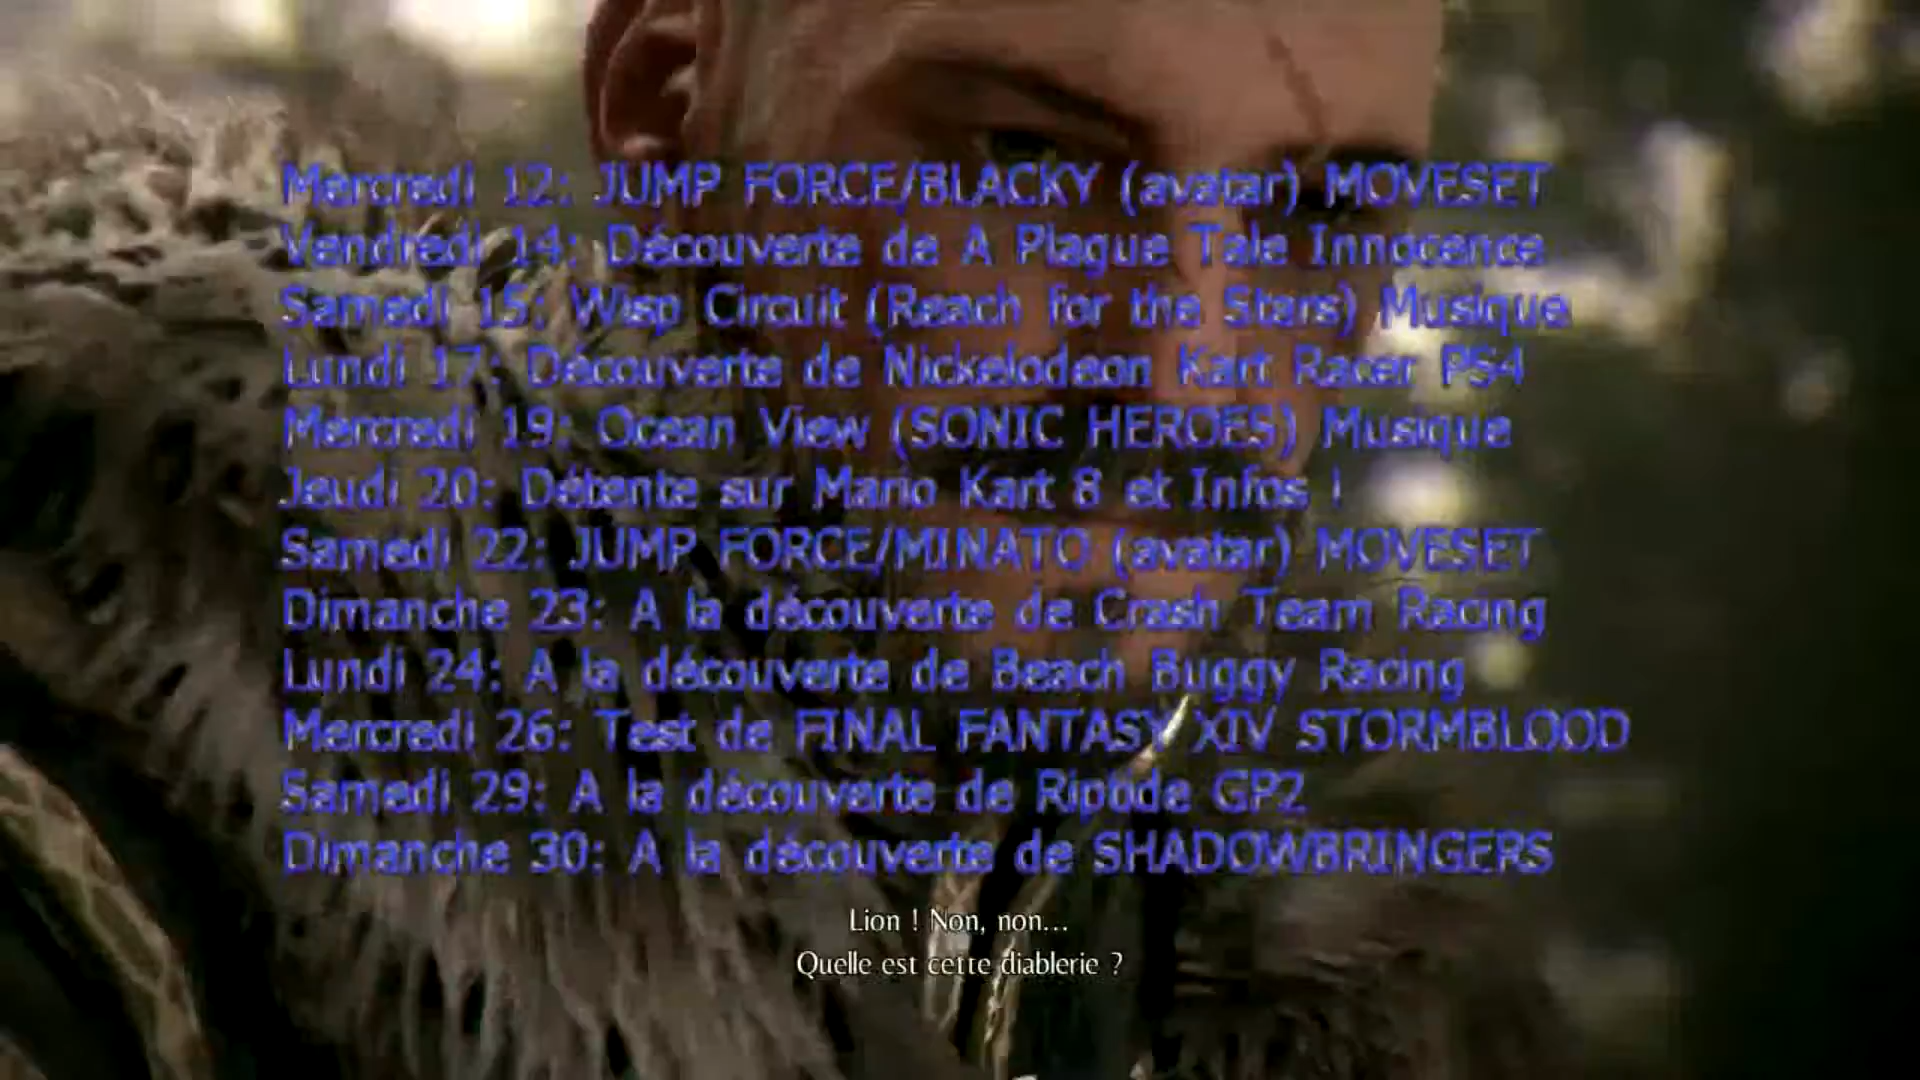 Mercredi 12: JUMP FORCE/BLACKY (avatar) MOVESET
Vendredi 14: Découverte de A Plague Tale Innocence
Samedi 15: Wisp Circuit (Reach for the Stars) Musique
Lundi 17: Découverte de Nickelodeon Kart Racer PS4
Mercredi 19: Ocean View (SONIC HEROES) Musique
Jeudi 20: Détente sur Mario Kart 8 et Infos !
Samedi 22: JUMP FORCE/MINATO (avatar) MOVESET
Dimanche 23: A la découverte de Crash Team Racing
Lundi 24: A la découverte de Beach Buggy Racing
Mercredi 26: Test de FINAL FANTASY XIV STORMBLOOD
Samedi 29: A la découverte de Riptide GP2
Dimanche 30: A la découverte de SHADOWBRINGERS
Lion ! Non, non...
Quelle est cette diablerie ?